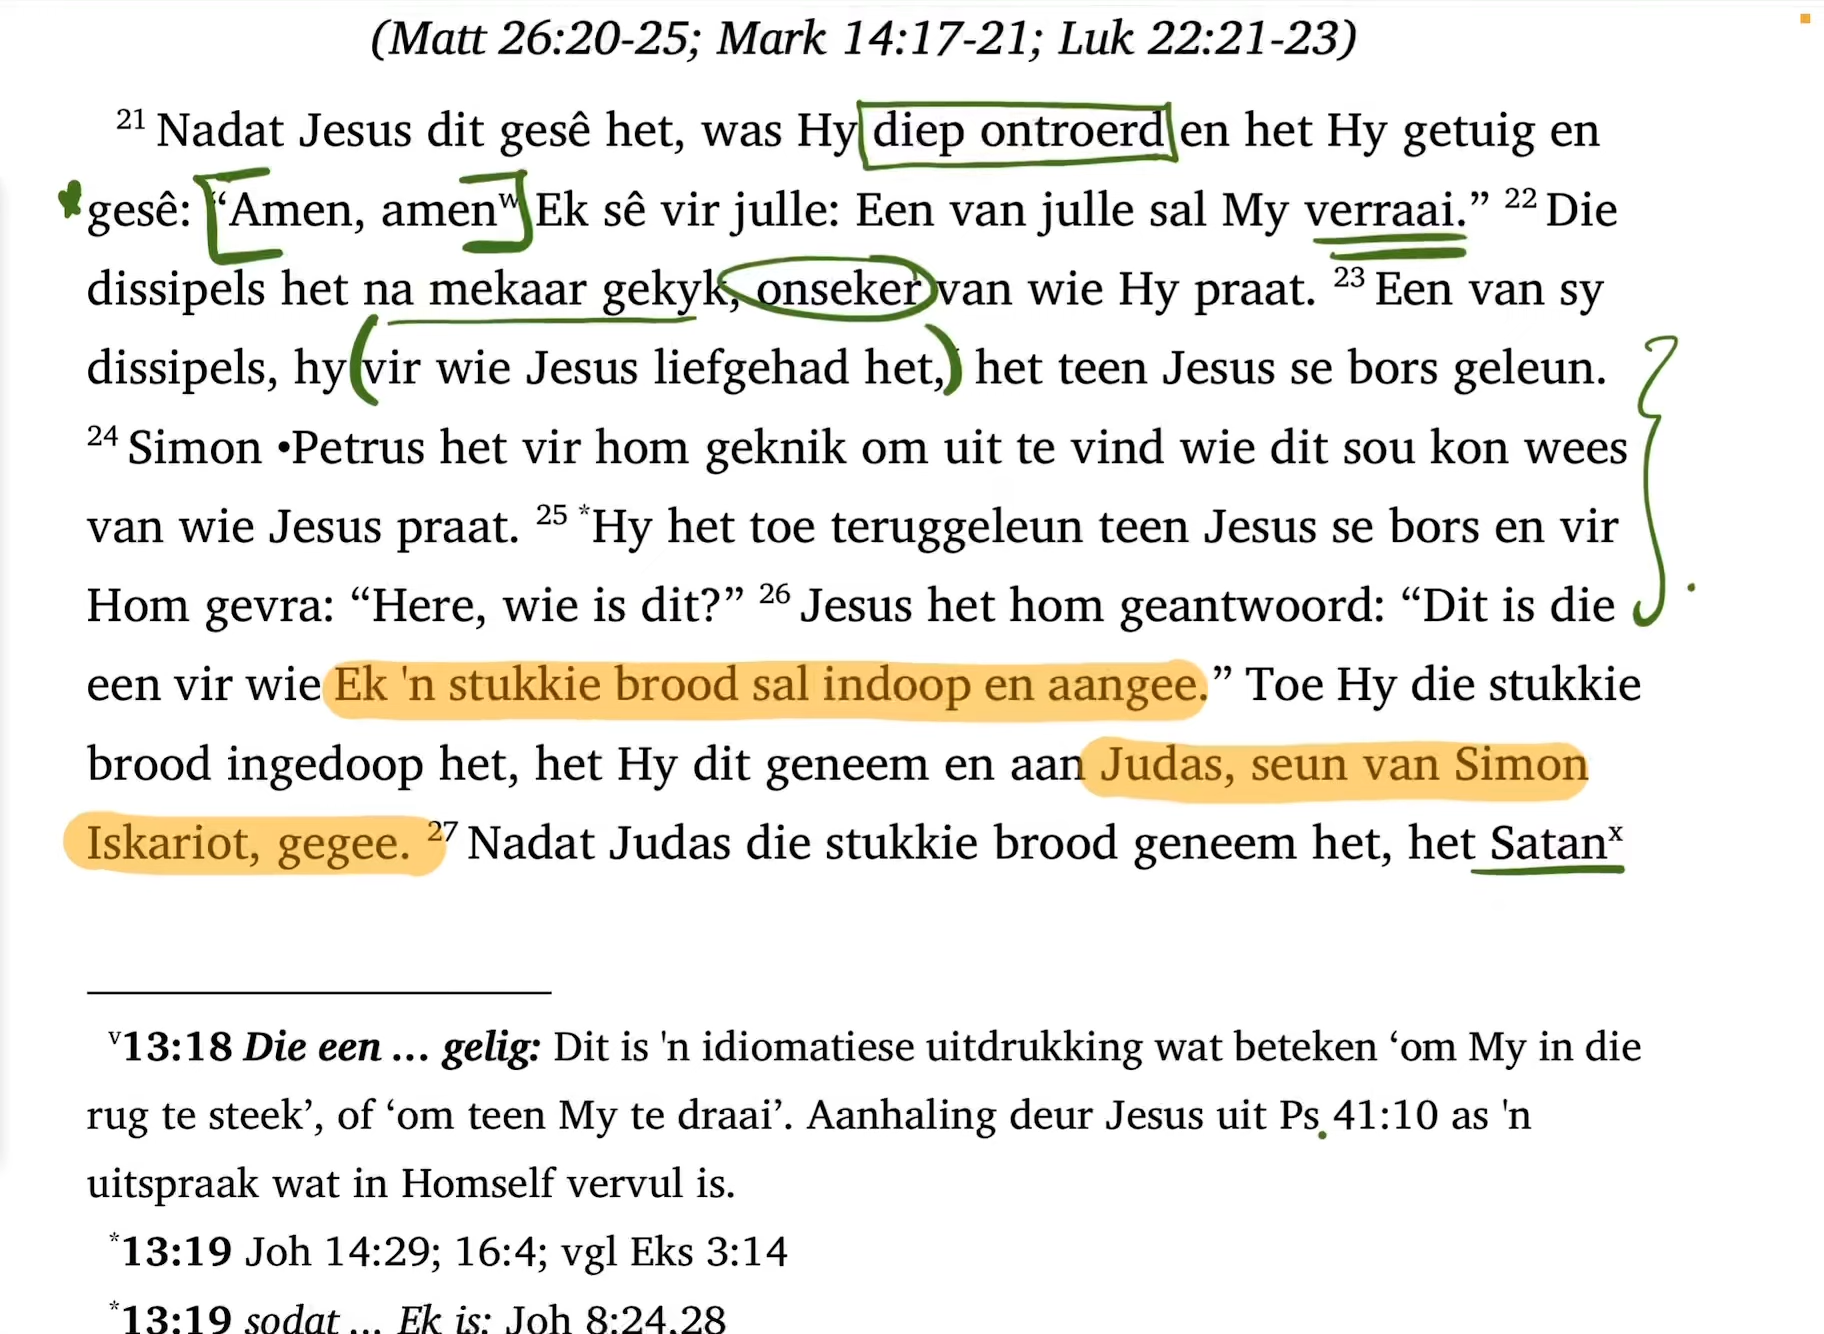 (Matt 26:20-25; Mark 14:17-21; Luk 22:21-23)
21 Nadat Jesus dit gesê het, was Hy diep ontroerd en het Hy getuig en
gesê: “Amen, amenʷ Ek sê vir julle: Een van julle sal My verraai.” 22 Die
dissipels het na mekaar gekyk, onseker van wie Hy praat. 23 Een van sy
dissipels, hy vir wie Jesus liefgehad het, het teen Jesus se bors geleun.
24 Simon •Petrus het vir hom geknik om uit te vind wie dit sou kon wees
van wie Jesus praat. 25 *Hy het toe teruggeleun teen Jesus se bors en vir
Hom gevra: “Here, wie is dit?” 26 Jesus het hom geantwoord: “Dit is die
een vir wie Ek 'n stukkie brood sal indoop en aangee.” Toe Hy die stukkie
brood ingedoop het, het Hy dit geneem en aan Judas, seun van Simon
Iskariot, gegee. 27 Nadat Judas die stukkie brood geneem het, het Satanˣ
ᵛ13:18 Die een ... gelig: Dit is 'n idiomatiese uitdrukking wat beteken ‘om My in die
rug te steek’, of ‘om teen My te draai’. Aanhaling deur Jesus uit Ps 41:10 as 'n
uitspraak wat in Homself vervul is.
*13:19 Joh 14:29; 16:4; vgl Eks 3:14
*13:19 sodat ... Ek is: Joh 8:24,28